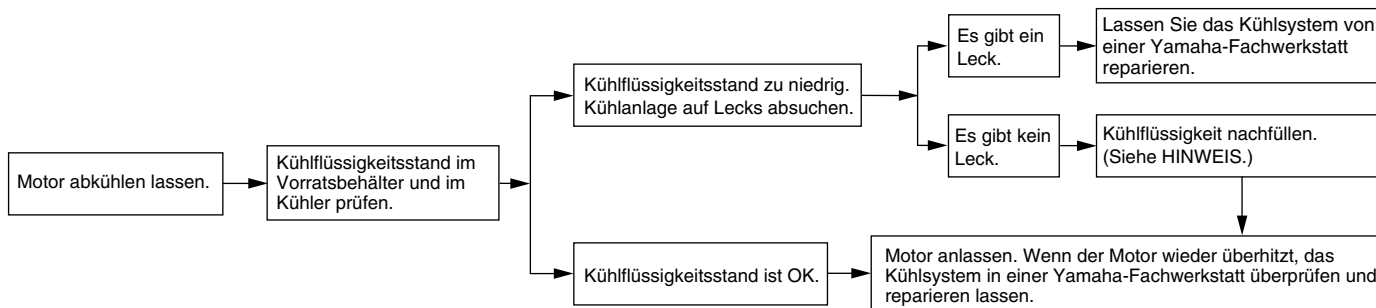 Motor abkühlen lassen.
Kühlflüssigkeitsstand im
Vorratsbehälter und im
Kühler prüfen.
Kühlflüssigkeitsstand zu niedrig.
Kühlanlage auf Lecks absuchen.
Es gibt ein
Leck.
Lassen Sie das Kühlsystem von
einer Yamaha-Fachwerkstatt
reparieren.
Es gibt kein
Leck.
Kühlflüssigkeit nachfüllen.
(Siehe HINWEIS.)
Kühlflüssigkeitsstand ist OK.
Motor anlassen. Wenn der Motor wieder überhitzt, das
Kühlsystem in einer Yamaha-Fachwerkstatt überprüfen und
reparieren lassen.